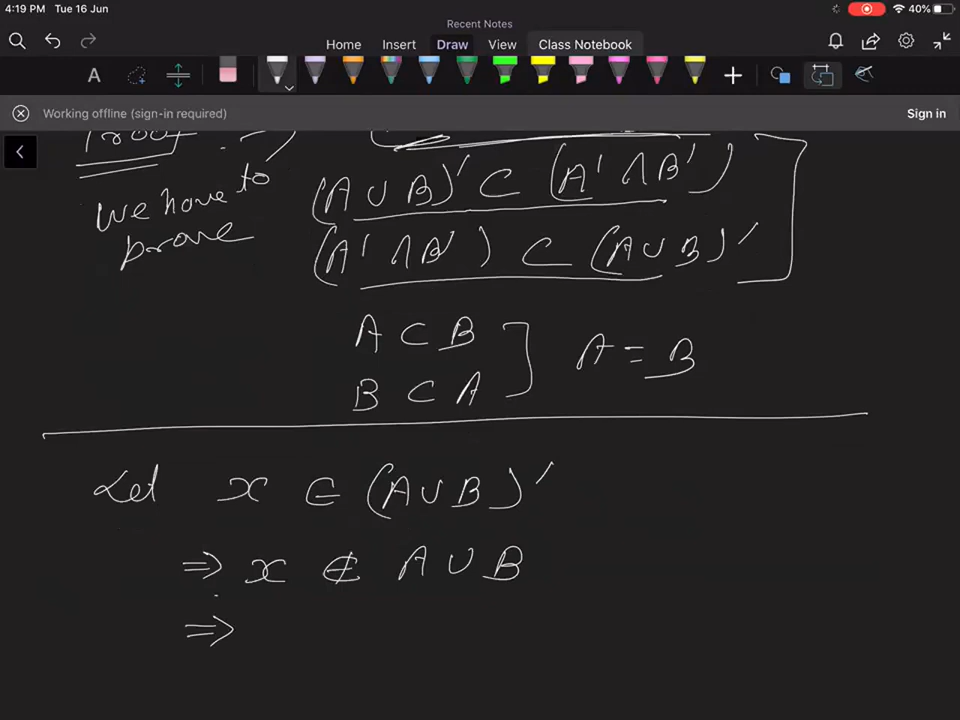 4:19 PM Tue 16 Jun 40%
Recent Notes
Home Insert Draw View Class Notebook
A
Working offline (sign-in required) Sign in
Proof :-
We have to prove
(A ∪ B)' ⊂ (A' ∩ B')
(A' ∩ B') ⊂ (A ∪ B)'
A ⊂ B
B ⊂ A
A = B
Let x ∈ (A ∪ B)'
⇒ x ∉ A ∪ B
⇒